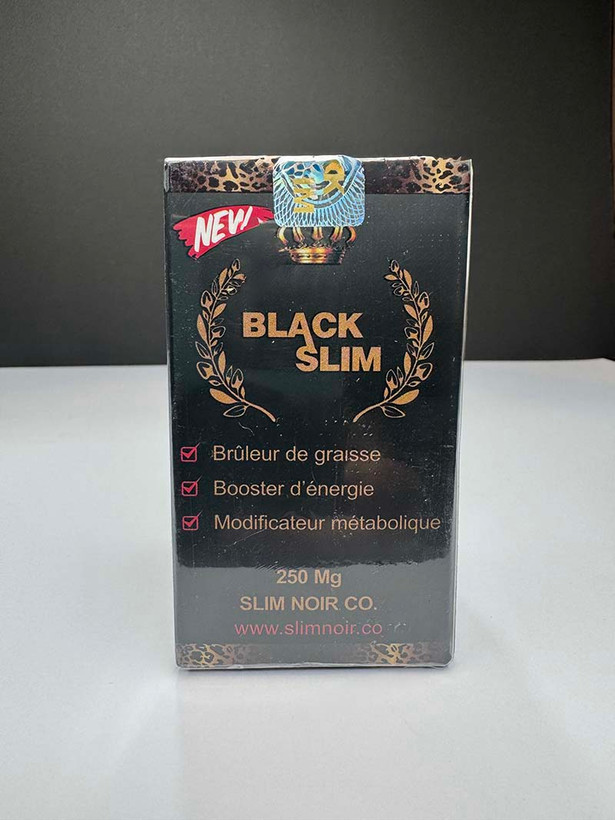 NEW
BLACK
SLIM
Brûleur de graisse
Booster d'énergie
Modificateur métabolique
250 Mg
SLIM NOIR CO.
www.slimnoir.co